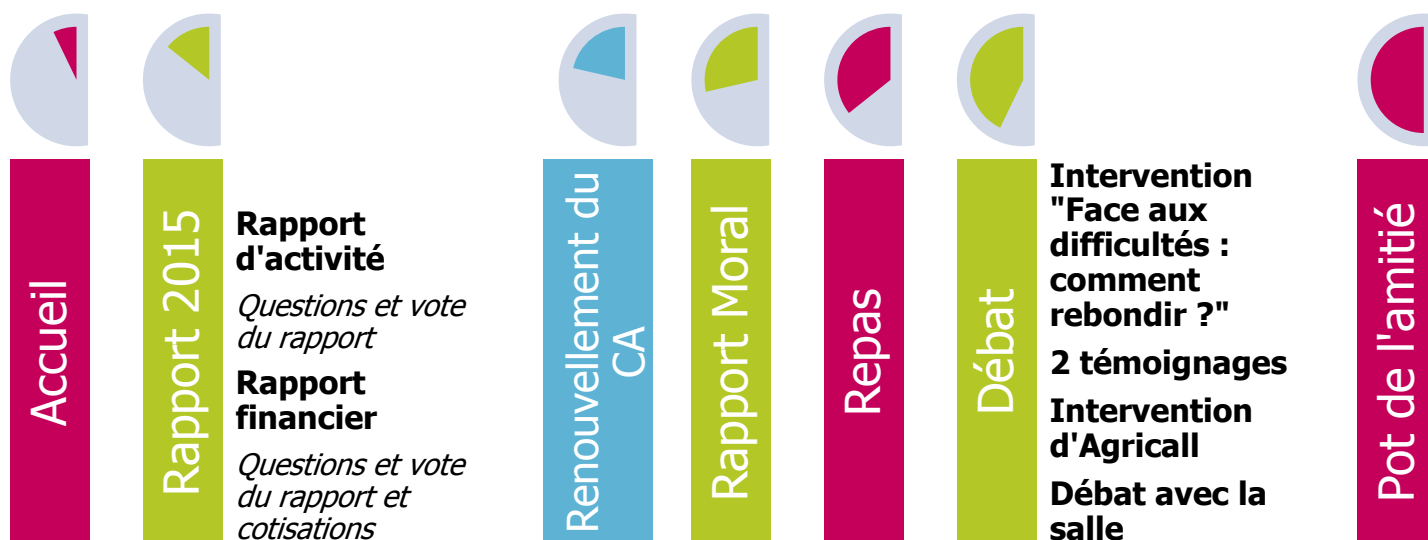 Accueil
Rapport 2015
Rapport
d'activité
Questions et vote
du rapport
Rapport
financier
Questions et vote
du rapport et
cotisations
Renouvellement du
CA
Rapport Moral
Repas
Débat
Intervention
"Face aux
difficultés :
comment
rebondir ?"
2 témoignages
Intervention
d'Agricall
Débat avec la
salle
Pot de l'amitié